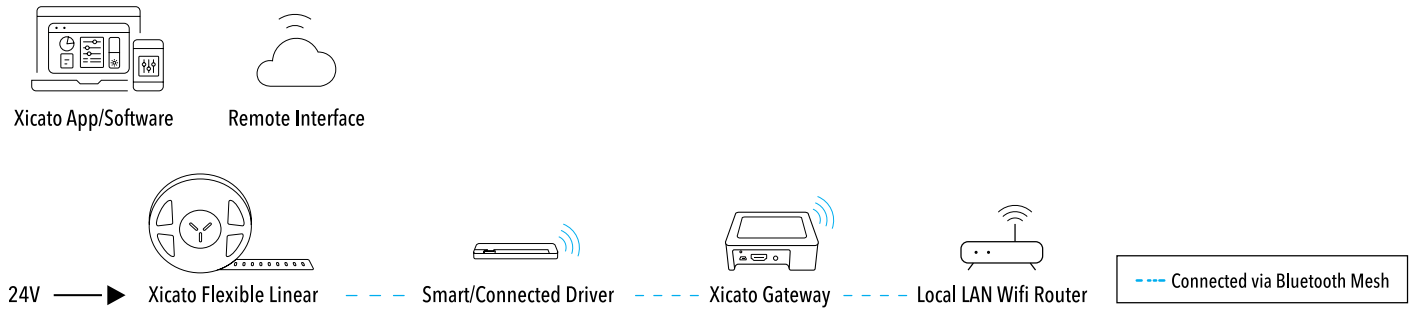 Xicato App/Software
Remote Interface
24V
Xicato Flexible Linear
Smart/Connected Driver
Xicato Gateway
Local LAN Wifi Router
Connected via Bluetooth Mesh